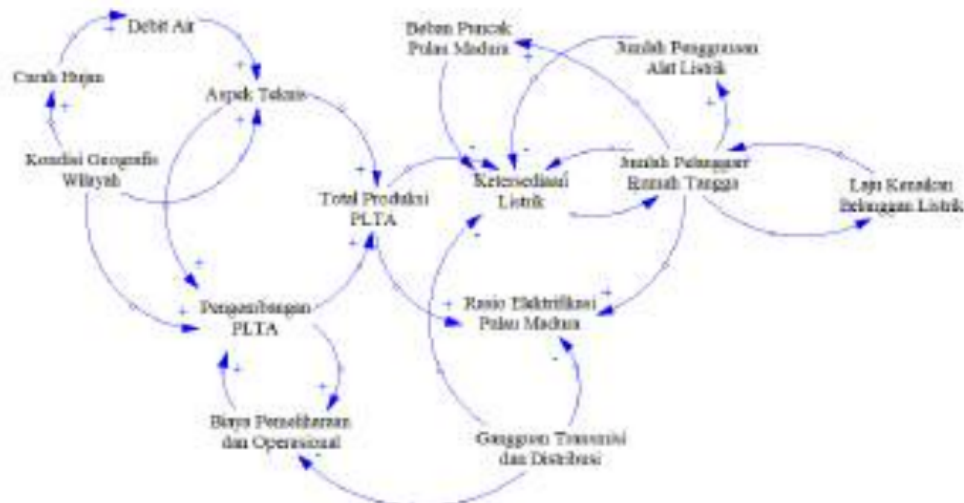 Debit Air
Curah Hujan
Aspek Teknis
Kondisi Geografis
Wilayah
Beban Puncak
Pulau Madura
Jumlah Penggunaan
Alat Listrik
Total Produksi
PLTA
Ketersediaan
Listrik
Jumlah Pelanggan
Rumah Tangga
Laju Kenaikan
Pelanggan Listrik
Pengembangan
PLTA
Rasio Elektrifikasi
Pulau Madura
Biaya Pemeliharaan
dan Operasional
Gangguan Transmisi
dan Distribusi